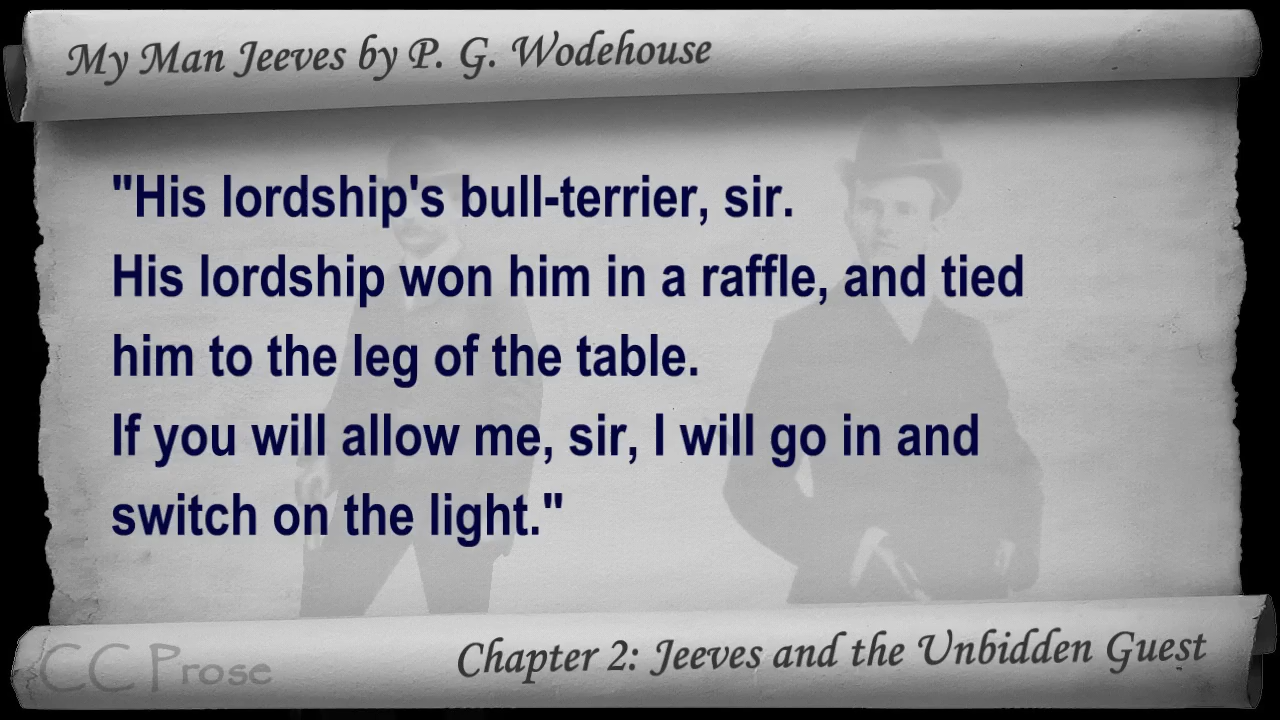 My Man Jeeves by P. G. Wodehouse
"His lordship's bull-terrier, sir.
His lordship won him in a raffle, and tied
him to the leg of the table.
If you will allow me, sir, I will go in and
switch on the light."
CC Prose
Chapter 2: Jeeves and the Unbidden Guest